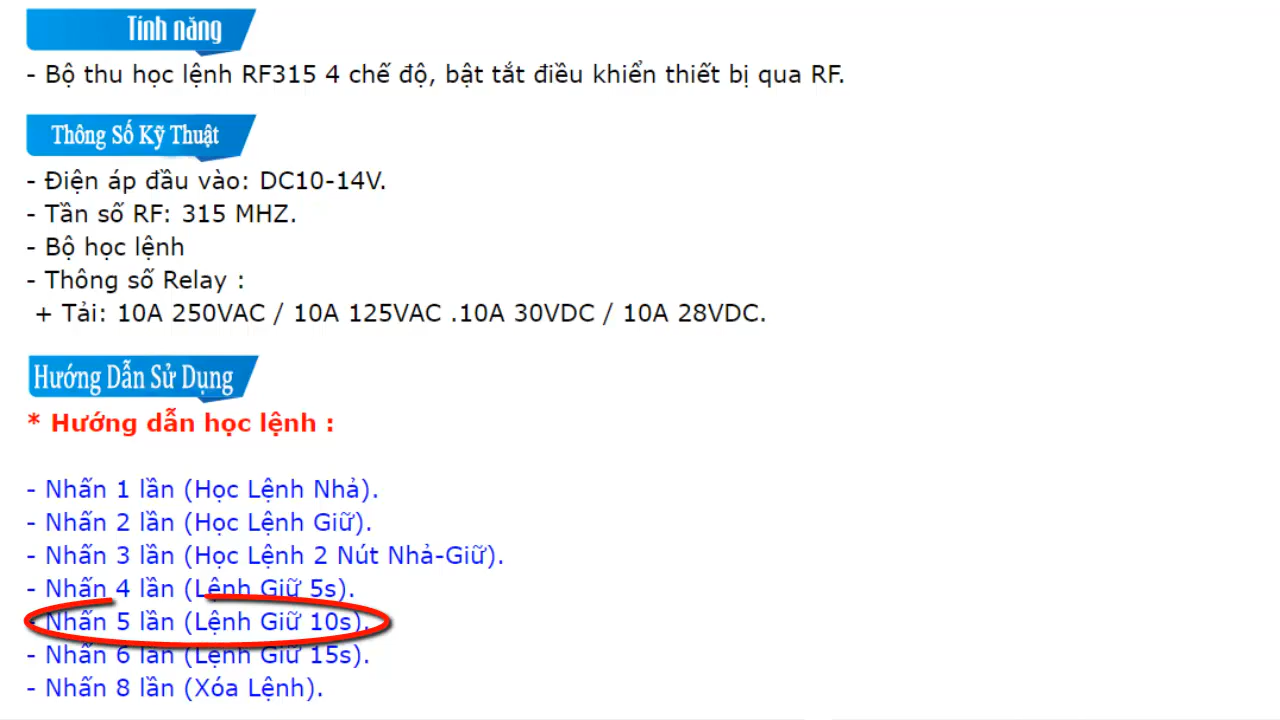 Tính năng
- Bộ thu học lệnh RF315 4 chế độ, bật tắt điều khiển thiết bị qua RF.
Thông Số Kỹ Thuật
- Điện áp đầu vào: DC10-14V.
- Tần số RF: 315 MHZ.
- Bộ học lệnh
- Thông số Relay :
+ Tải: 10A 250VAC / 10A 125VAC .10A 30VDC / 10A 28VDC.
Hướng Dẫn Sử Dụng
* Hướng dẫn học lệnh :
- Nhấn 1 lần (Học Lệnh Nhả).
- Nhấn 2 lần (Học Lệnh Giữ).
- Nhấn 3 lần (Học Lệnh 2 Nút Nhả-Giữ).
- Nhấn 4 lần (Lệnh Giữ 5s).
- Nhấn 5 lần (Lệnh Giữ 10s).
- Nhấn 6 lần (Lệnh Giữ 15s).
- Nhấn 8 lần (Xóa Lệnh).